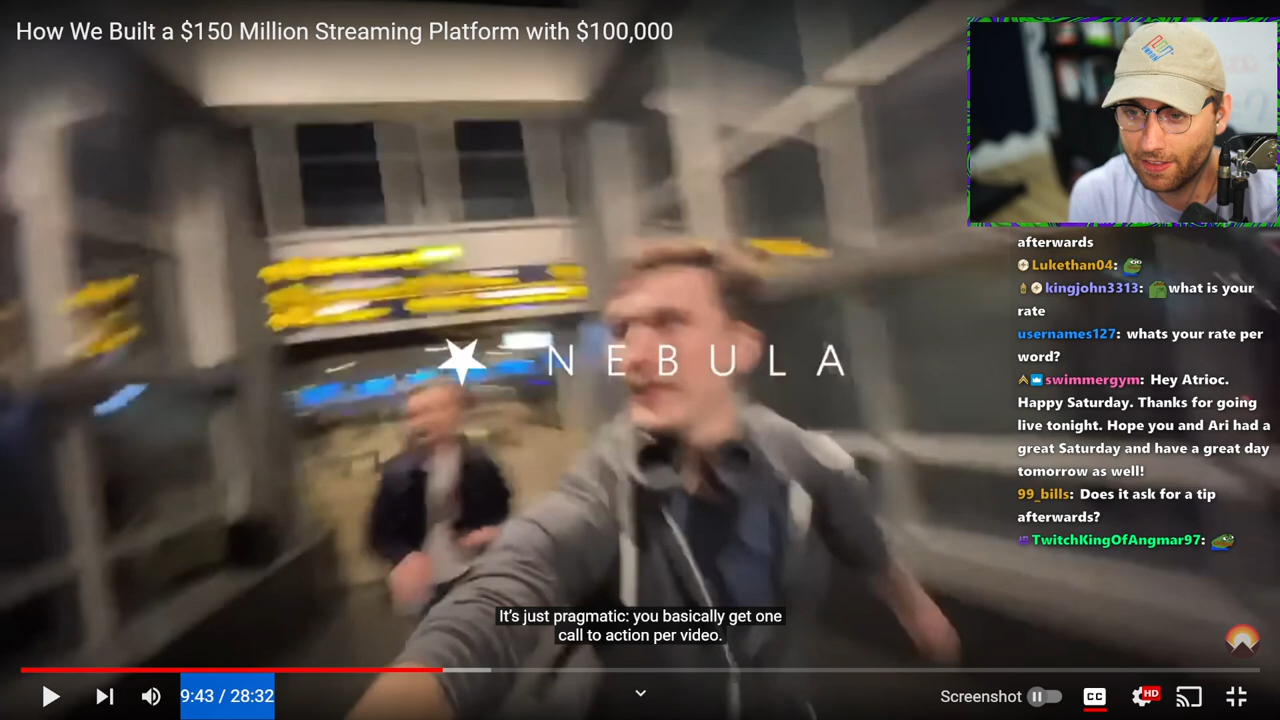 How We Built a $150 Million Streaming Platform with $100,000
afterwards
Lukethan04:
kingjohn3313: what is your
rate
usernames127: whats your rate per
word?
swimmergym: Hey Atrioc.
Happy Saturday. Thanks for going
live tonight. Hope you and Ari had a
great Saturday and have a great day
tomorrow as well!
99_bills: Does it ask for a tip
afterwards?
TwitchKingOfAngmar97:
NEBULA
It's just pragmatic: you basically get one
call to action per video.
9:43 / 28:32
Screenshot
CC
HD